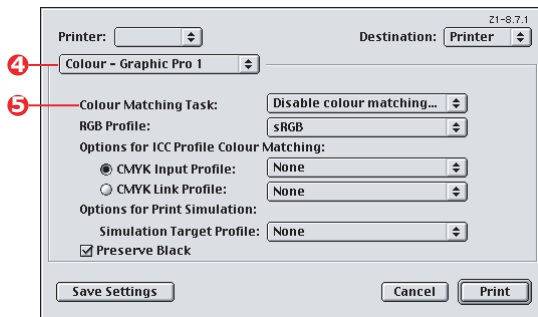 Z1-8.7.1
Printer: Destination: Printer
4 Colour - Graphic Pro 1
5 Colour Matching Task: Disable colour matching...
RGB Profile: sRGB
Options for ICC Profile Colour Matching:
CMYK Input Profile: None
CMYK Link Profile: None
Options for Print Simulation:
Simulation Target Profile: None
Preserve Black
Save Settings Cancel Print